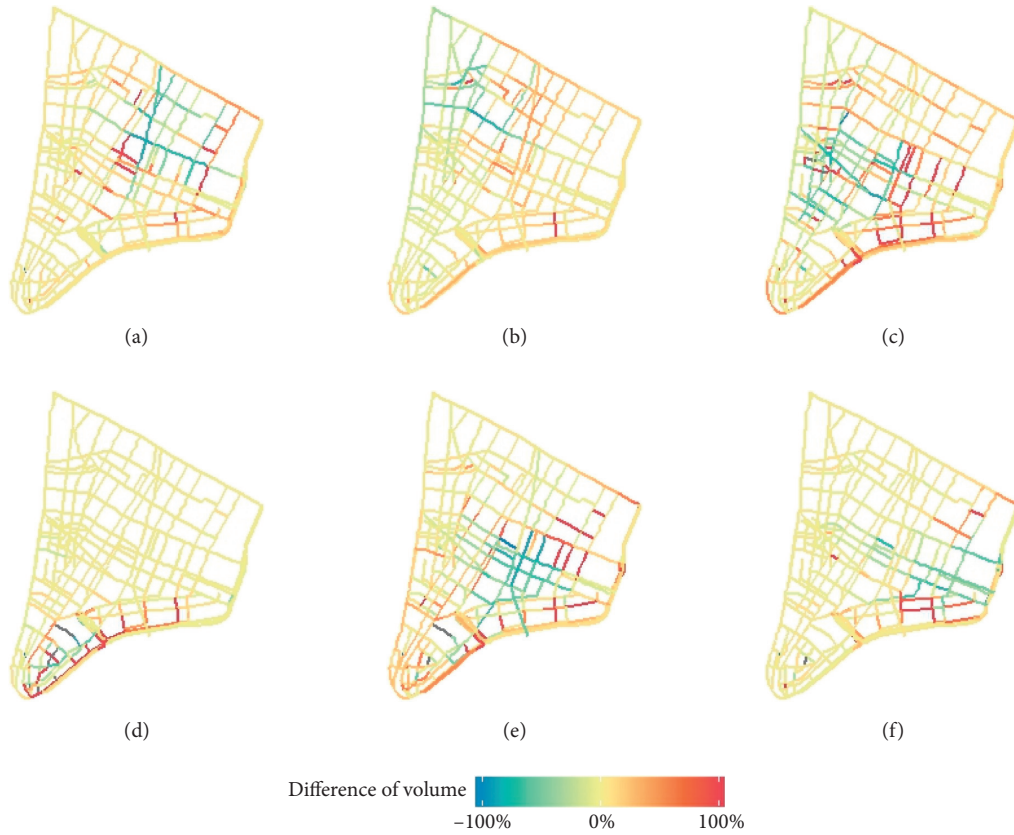 (a)
(b)
(c)
(d)
(e)
(f)
Difference of volume
−100%
0%
100%